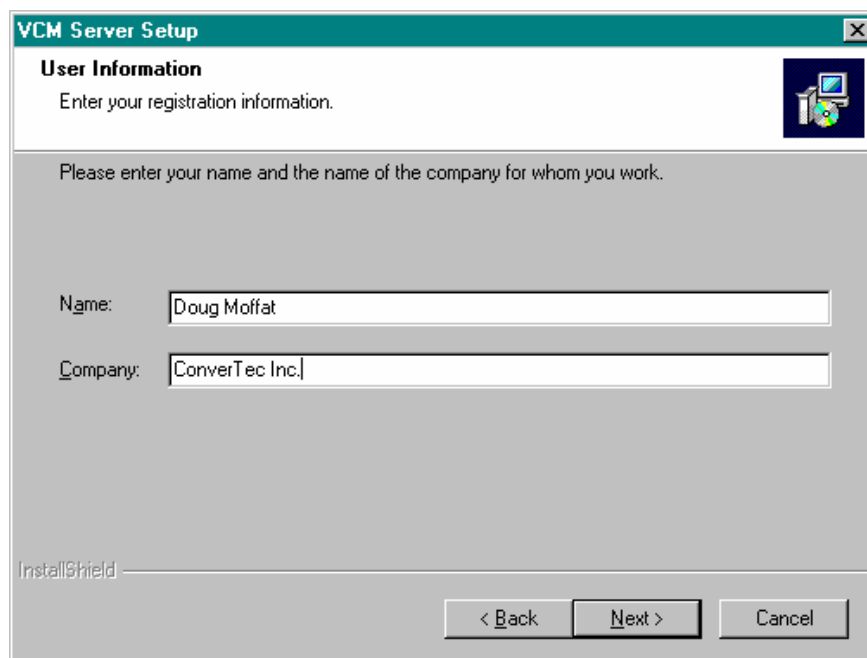 VCM Server Setup
User Information
Enter your registration information.
Please enter your name and the name of the company for whom you work.
Name:
Doug Moffat
Company:
ConverTec Inc.
InstallShield
< Back
Next >
Cancel